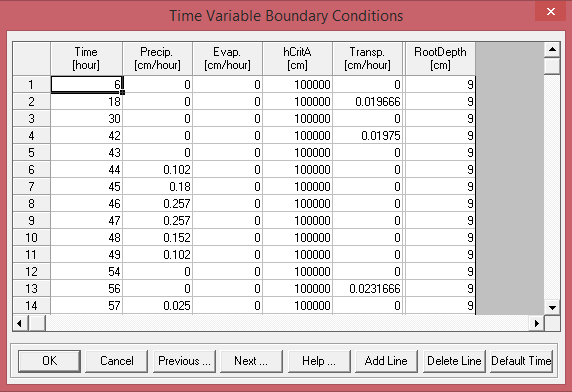 Time Variable Boundary Conditions
Time Precip. Evap. hCritA Transp. RootDepth
[hour] [cm/hour] [cm/hour] [cm] [cm/hour] [cm]
1 6 0 0 100000 0 9
2 18 0 0 100000 0.019666 9
3 30 0 0 100000 0 9
4 42 0 0 100000 0.01975 9
5 43 0 0 100000 0 9
6 44 0.102 0 100000 0 9
7 45 0.18 0 100000 0 9
8 46 0.257 0 100000 0 9
9 47 0.257 0 100000 0 9
10 48 0.152 0 100000 0 9
11 49 0.102 0 100000 0 9
12 54 0 0 100000 0 9
13 56 0 0 100000 0.0231666 9
14 57 0.025 0 100000 0 9
OK Cancel Previous ... Next ... Help ... Add Line Delete Line Default Time